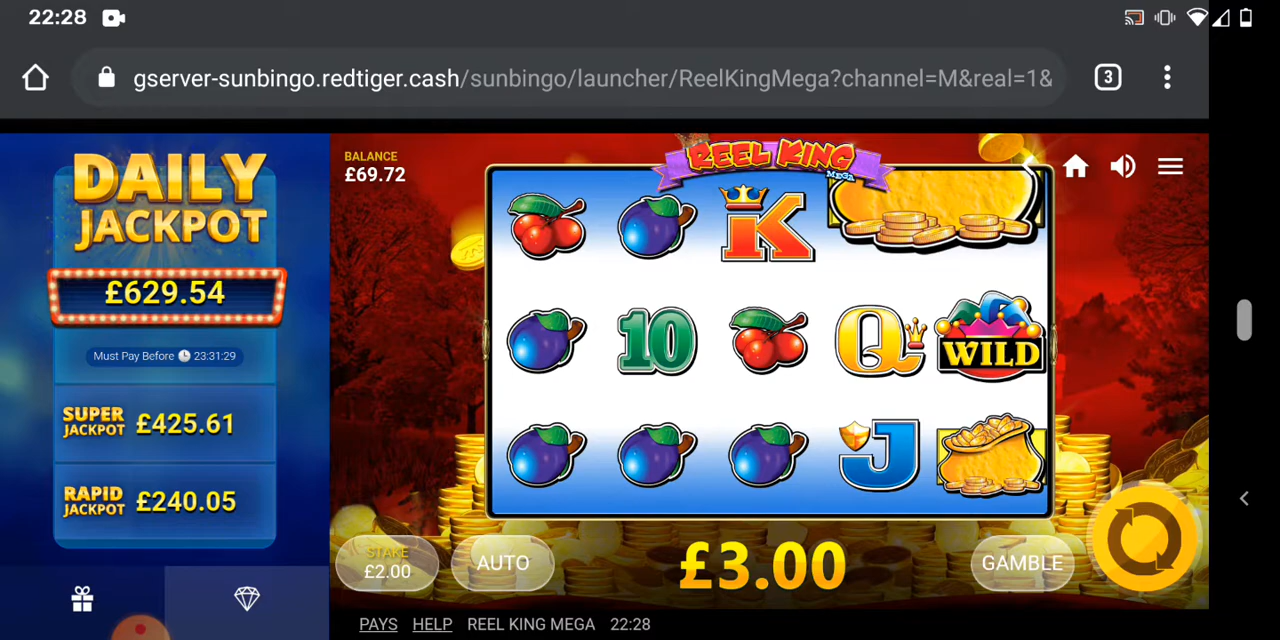 22:28
3
gserver-sunbingo.redtiger.cash/sunbingo/launcher/ReelKingMega?channel=M&real=1&
DAILY
JACKPOT
£629.54
Must Pay Before 23:31:29
SUPER
JACKPOT £425.61
RAPID
JACKPOT £240.05
BALANCE
£69.72
REEL KING
MEGA
K
10
Q
WILD
J
STAKE
£2.00
AUTO
£3.00
GAMBLE
PAYS HELP REEL KING MEGA 22:28